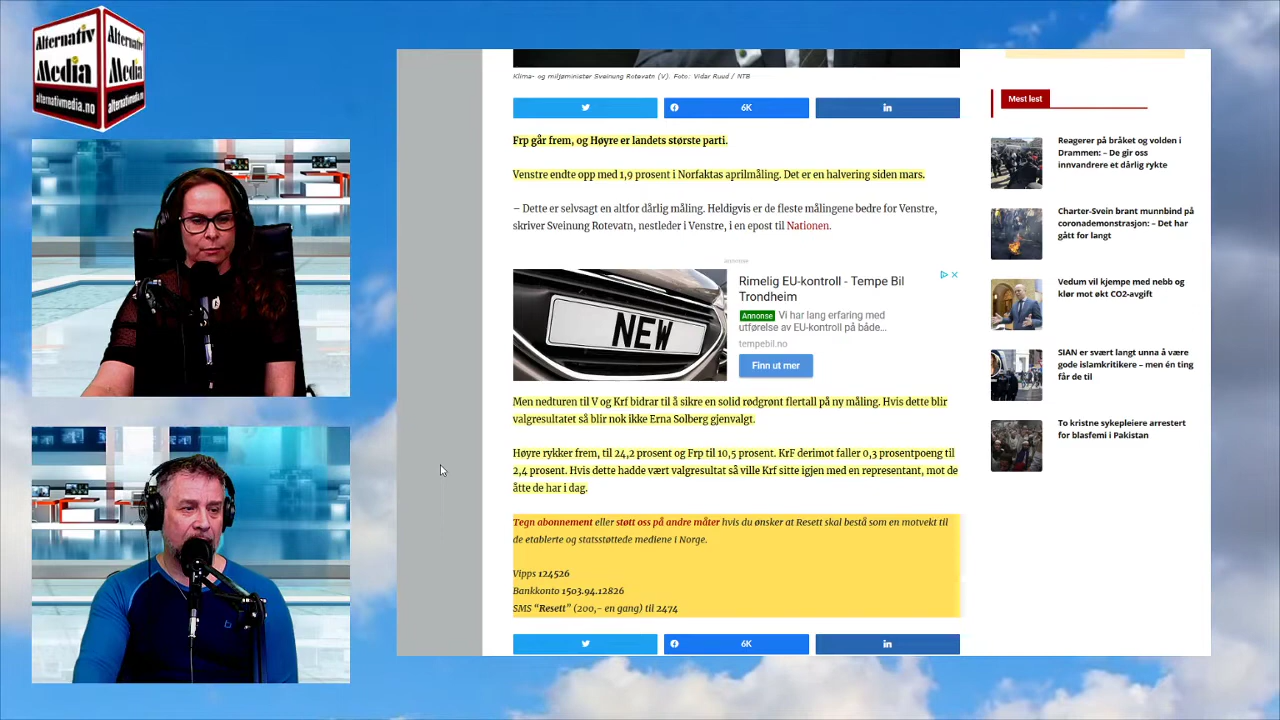 Alternativ
Media
alternativmedia.no
Alternativ
Media
alternativmedia.no
Klima- og miljøminister Sveinung Rotevatn (V). Foto: Vidar Ruud / NTB
6K
Frp går frem, og Høyre er landets største parti.
Venstre endte opp med 1,9 prosent i Norfaktas aprilmåling. Det er en halvering siden mars.
– Dette er selvsagt en altfor dårlig måling. Heldigvis er de fleste målingene bedre for Venstre,
skriver Sveinung Rotevatn, nestleder i Venstre, i en epost til Nationen.
annonse
NEW
Rimelig EU-kontroll - Tempe Bil
Trondheim
Annonse Vi har lang erfaring med
utførelse av EU-kontroll på både...
tempebil.no
Finn ut mer
Men nedturen til V og Krf bidrar til å sikre en solid rødgrønt flertall på ny måling. Hvis dette blir
valgresultatet så blir nok ikke Erna Solberg gjenvalgt.
Høyre rykker frem, til 24,2 prosent og Frp til 10,5 prosent. KrF derimot faller 0,3 prosentpoeng til
2,4 prosent. Hvis dette hadde vært valgresultat så ville Krf sitte igjen med en representant, mot de
åtte de har i dag.
Tegn abonnement eller støtt oss på andre måter hvis du ønsker at Resett skal bestå som en motvekt til
de etablerte og statsstøttede mediene i Norge.
Vipps 124526
Bankkonto 1503.94.12826
SMS “Resett” (200,- en gang) til 2474
6K
Mest lest
Reagerer på bråket og volden i
Drammen: – De gir oss
innvandrere et dårlig rykte
Charter-Svein brant munnbind på
coronademonstrasjon: – Det har
gått for langt
Vedum vil kjempe med nebb og
klør mot økt CO2-avgift
SIAN er svært langt unna å være
gode islamkritikere – men én ting
får de til
To kristne sykepleiere arrestert
for blasfemi i Pakistan